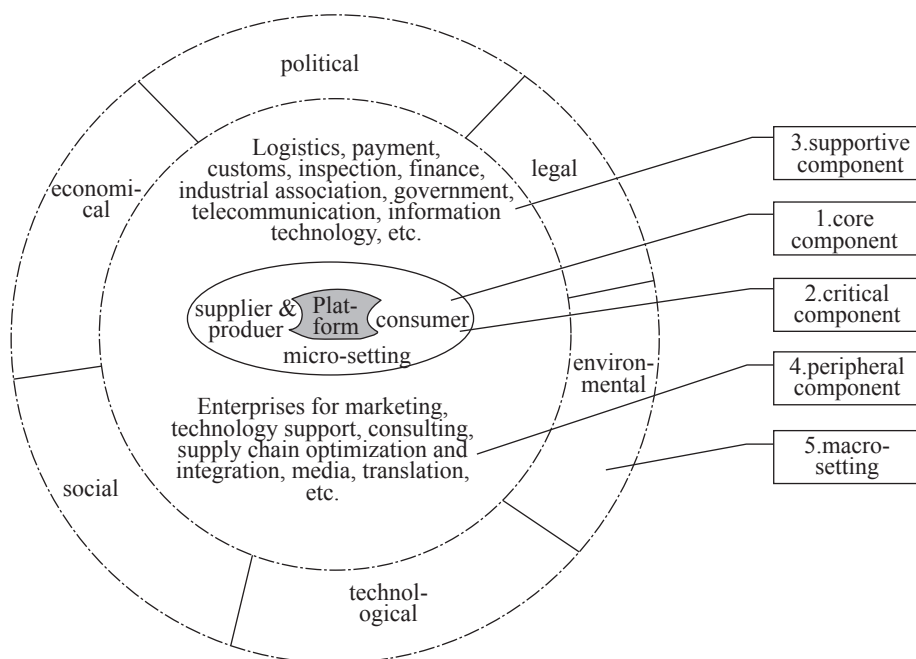 political
legal
economi-
cal
Logistics, payment,
customs, inspection, finance,
industrial association, government,
telecommunication, information
technology, etc.
supplier &
produer
Plat-
form
consumer
micro-setting
environ-
mental
Enterprises for marketing,
technology support, consulting,
supply chain optimization and
integration, media, translation,
etc.
social
technol-
ogical
3.supportive
component
1.core
component
2.critical
component
4.peripheral
component
5.macro-
setting